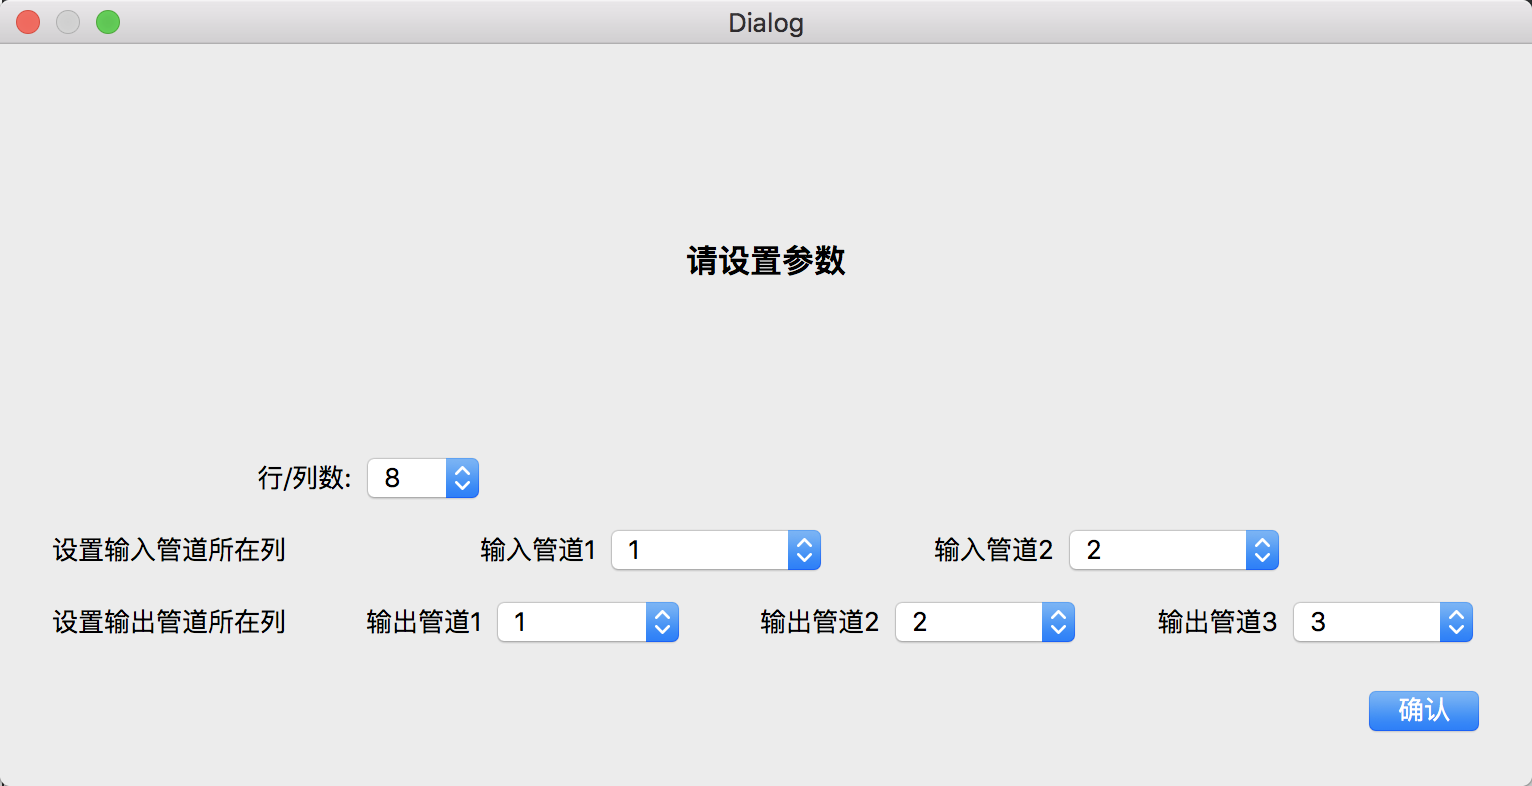 Dialog
请设置参数
行/列数: 8
设置输入管道所在列 输入管道1 1 输入管道2 2
设置输出管道所在列 输出管道1 1 输出管道2 2 输出管道3 3
确认